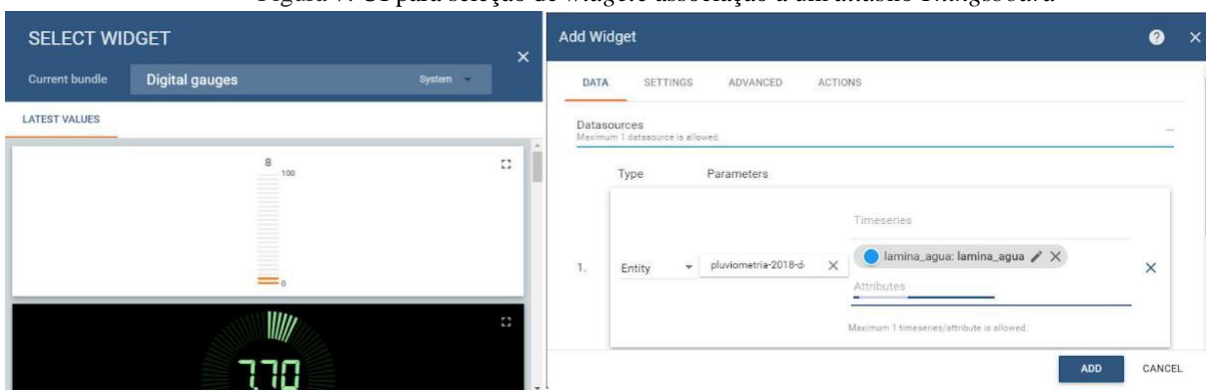 SELECT WIDGET
Current bundle Digital gauges System
LATEST VALUES
8
100
0
7.70
Add Widget
DATA SETTINGS ADVANCED ACTIONS
Datasources
Maximum 1 datasource is allowed.
Type Parameters
Timeseries
1. Entity pluviometria-2018-d lamina_agua: lamina_agua
Attributes
Maximum 1 timeseries/attribute is allowed.
ADD CANCEL